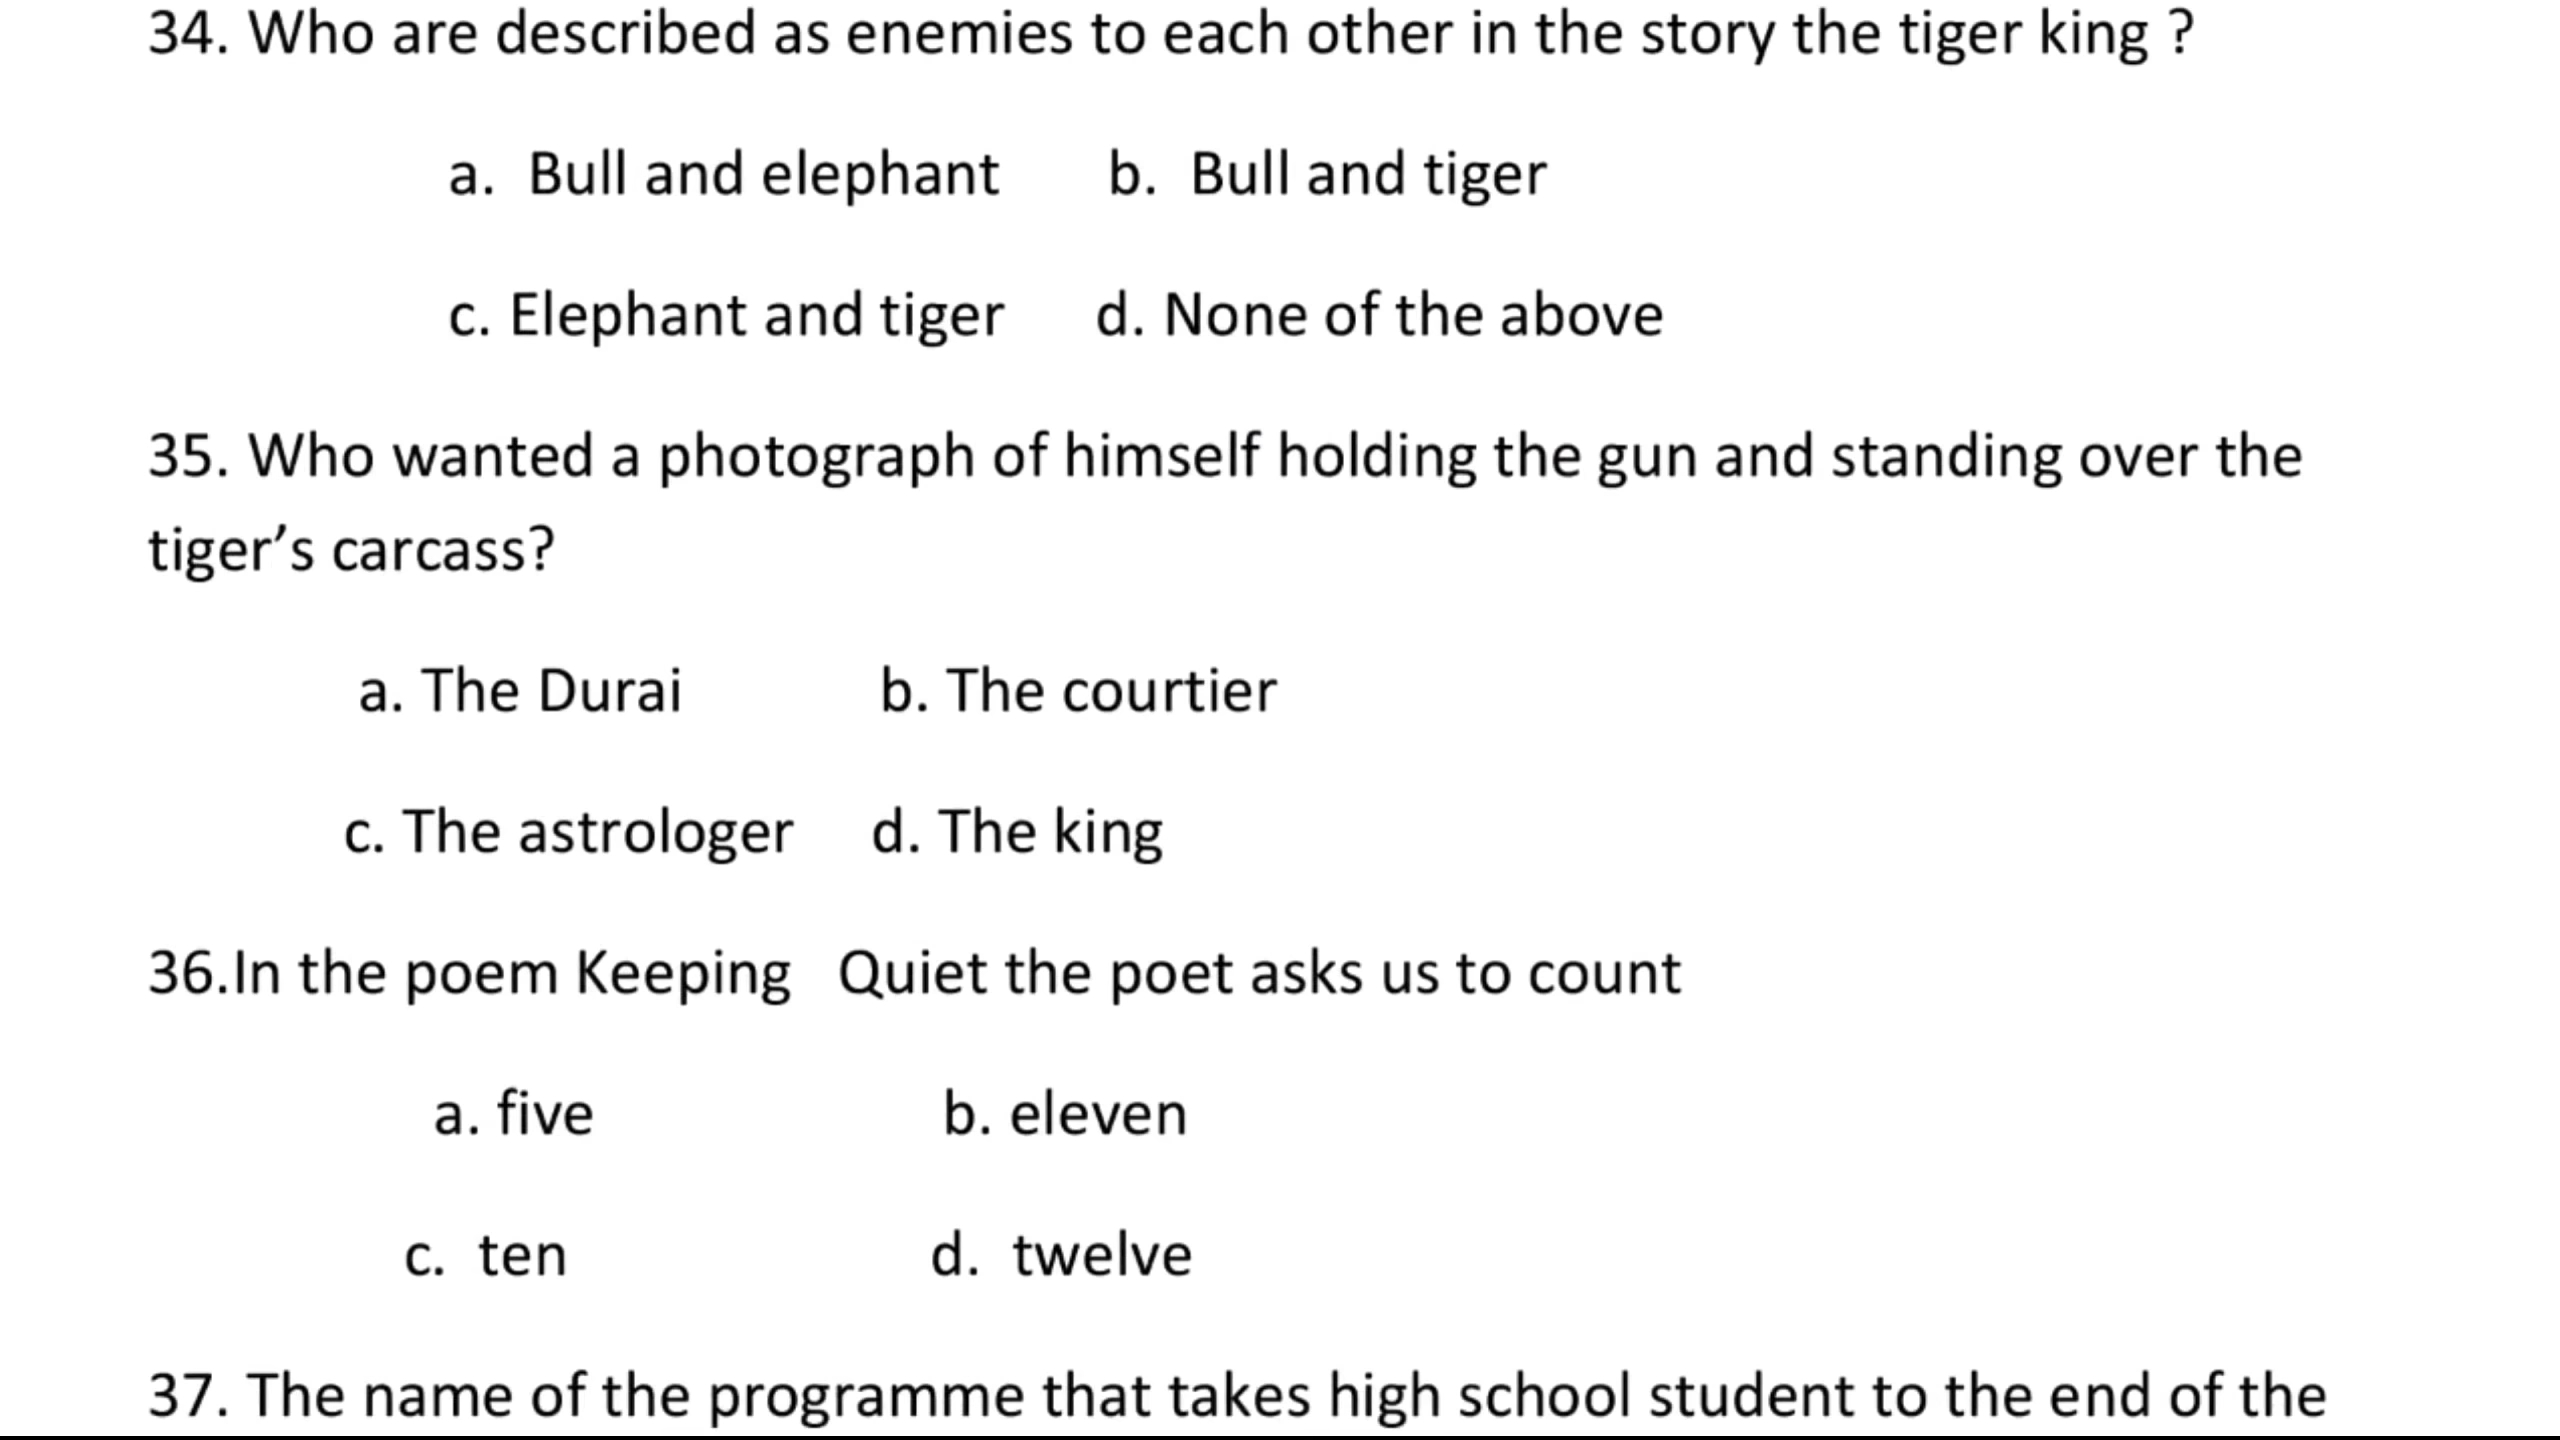 34. Who are described as enemies to each other in the story the tiger king ?
a. Bull and elephant b. Bull and tiger
c. Elephant and tiger d. None of the above
35. Who wanted a photograph of himself holding the gun and standing over the
tiger’s carcass?
a. The Durai b. The courtier
c. The astrologer d. The king
36.In the poem Keeping Quiet the poet asks us to count
a. five b. eleven
c. ten d. twelve
37. The name of the programme that takes high school student to the end of the